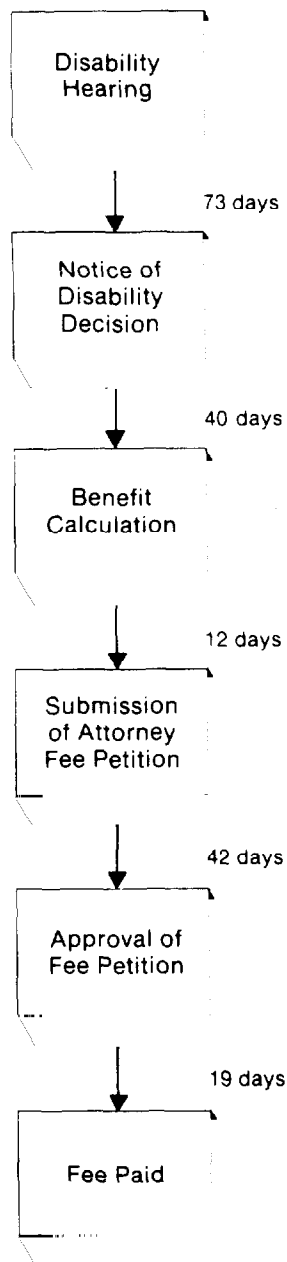 Disability
Hearing
73 days
Notice of
Disability
Decision
40 days
Benefit
Calculation
12 days
Submission
of Attorney
Fee Petition
42 days
Approval of
Fee Petition
19 days
Fee Paid